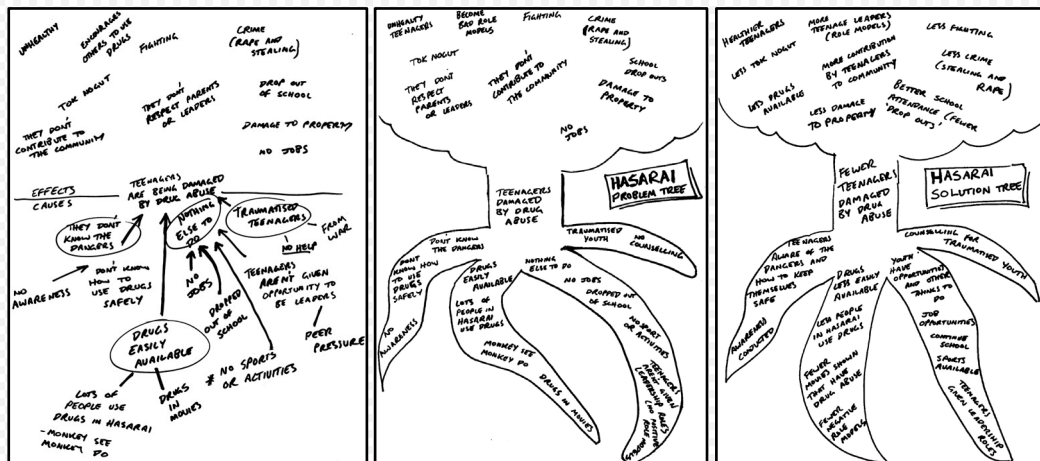 UNHEALTHY
ENCOURAGES
OTHERS TO USE
DRUGS
FIGHTING
CRIME
(RAPE AND
STEALING)
TOK NOGUT
THEY DON'T
RESPECT PARENTS
OR LEADERS
DROP OUT
OF SCHOOL
THEY DON'T
CONTRIBUTE TO
THE COMMUNITY
DAMAGE TO PROPERTY
NO JOBS
EFFECTS
CAUSES
TEENAGERS
ARE BEING DAMAGED
BY DRUG ABUSE
THEY DON'T
KNOW THE
DANGERS
NOTHING
ELSE TO
DO
TRAUMATISED
TEENAGERS
FROM
WAR
NO HELP
NO
AWARENESS
DON'T KNOW
HOW TO
USE DRUGS
SAFELY
NO
JOBS
DROPPED
OUT OF
SCHOOL
TEENAGERS
AREN'T GIVEN
OPPORTUNITY TO
BE LEADERS
PEER
PRESSURE
DRUGS
EASILY
AVAILABLE
* NO SPORTS
OR ACTIVITIES
LOTS OF
PEOPLE USE
DRUGS IN HASARAI
- MONKEY SEE
MONKEY DO
DRUGS
IN
MOVIES
UNHEALTY
TEENAGERS
BECOME
BAD ROLE
MODELS
FIGHTING
CRIME
(RAPE AND
STEALING)
TOK NOGUT
THEY DON'T
RESPECT
PARENTS
OR LEADERS
THEY DON'T
CONTRIBUTE TO
THE COMMUNITY
SCHOOL
DROP OUTS
DAMAGE TO
PROPERTY
NO
JOBS
TEENAGERS
DAMAGED
BY DRUG
ABUSE
HASARAI
PROBLEM TREE
DON'T KNOW
THE DANGERS
TRAUMATISED
YOUTH
NO
COUNSELLING
DON'T
KNOW HOW
TO USE
DRUGS
SAFELY
NO
AWARENESS
DRUGS
EASILY
AVAILABLE
LOTS OF
PEOPLE IN
HASARAI
USE DRUGS
MONKEY SEE
MONKEY DO
DRUGS IN MOVIES
NOTHING
ELSE TO DO
NO JOBS
DROPPED OUT
OF SCHOOL
NO SPORT
OR ACTIVITIES
TEENAGERS
AREN'T GIVEN
LEADERSHIP ROLES
(NO POSITIVE
ROLE
HEALTHIER
TEENAGERS
MORE
TEENAGE LEADERS
(ROLE MODELS)
LESS FIGHTING
LETS TOK NOGUT
MORE CONTRIBUTION
BY TEENAGERS
TO COMMUNITY
LESS CRIME
(STEALING AND
RAPE)
LESS DRUGS
AVAILABLE
LESS DAMAGE
TO PROPERTY
BETTER SCHOOL
ATTENDANCE (FEWER
'DROP OUTS'
FEWER
TEENAGERS
DAMAGED
BY DRUG
ABUSE
HASARAI
SOLUTION TREE
TEENAGERS
AWARE OF THE
DANGERS AND
HOW TO KEEP
THEMSELVES
SAFE
AWARENESS
CONDUCTED
DRUGS
LESS EASILY
AVAILABLE
LESS PEOPLE
IN HASARAI
USE DRUGS
FEWER
MOVIES SHOWN
THAT HAVE
DRUG
ABUSE
FEWER
NEGATIVE
ROLE
MODELS
COUNSELLING FOR
TRAUMATISED YOUTH
YOUTH
HAVE
OPPORTUNITIES
AND OTHER
THINGS TO
DO
JOB
OPPORTUNITIES
CONTINUE
SCHOOL
SPORTS
AVAILABLE
TEENAGERS
GIVEN LEADERSHIP
ROLES